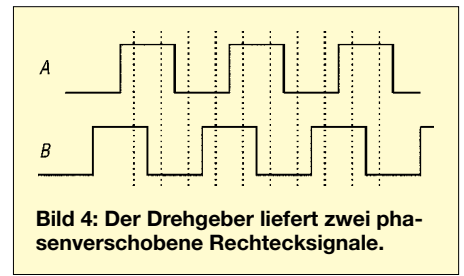 A
B
Bild 4: Der Drehgeber liefert zwei pha-
senverschobene Rechtecksignale.